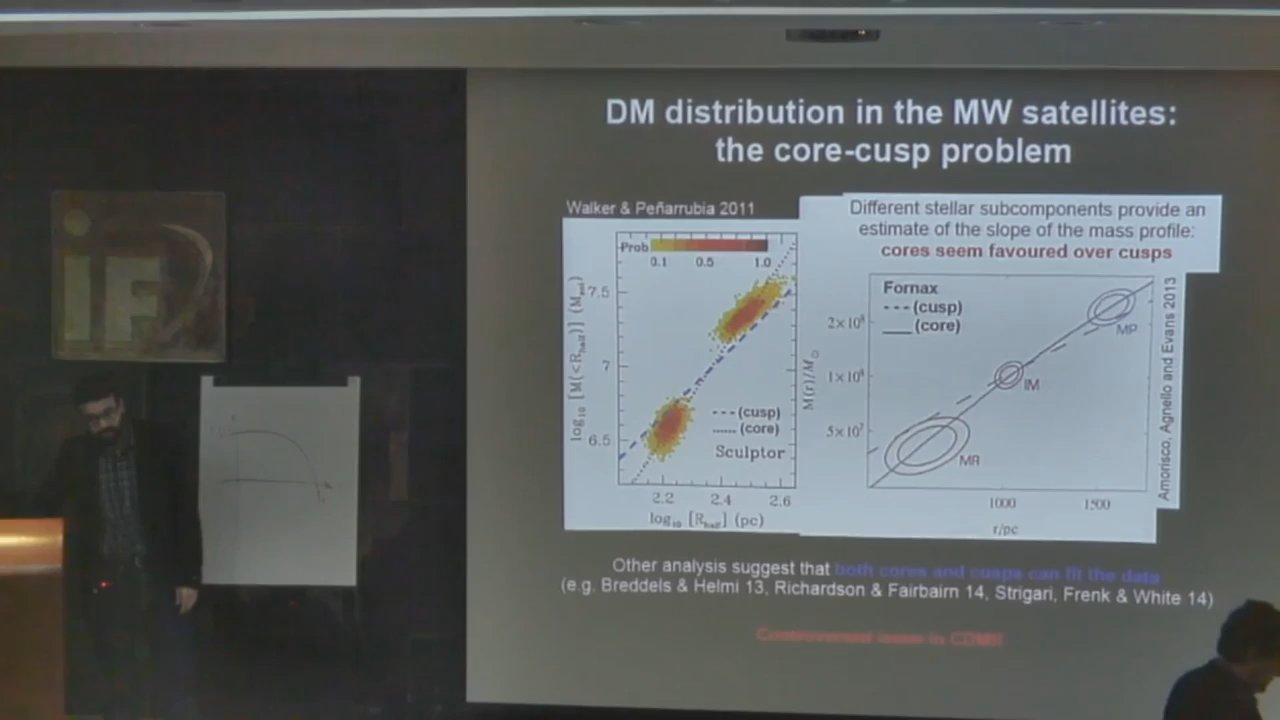 DM distribution in the MW satellites:
the core-cusp problem
Walker & Peñarrubia 2011
Different stellar subcomponents provide an
estimate of the slope of the mass profile:
cores seem favoured over cusps
Prob
0.1 0.5 1.0
7.5
7
6.5
log₁₀ [M(<R_half)] (M_sol)
---(cusp)
......(core)
Sculptor
2.2 2.4 2.6
log₁₀ [R_half] (pc)
Fornax
---(cusp)
(core)
2×10⁸
1×10⁸
5×10⁷
M(r)/M⊙
MP
IM
MR
1000 1500
r/pc
Amorisco, Agnello and Evans 2013
Other analysis suggest that both cores and cusps can fit the data
(e.g. Breddels & Helmi 13, Richardson & Fairbairn 14, Strigari, Frenk & White 14)
iF